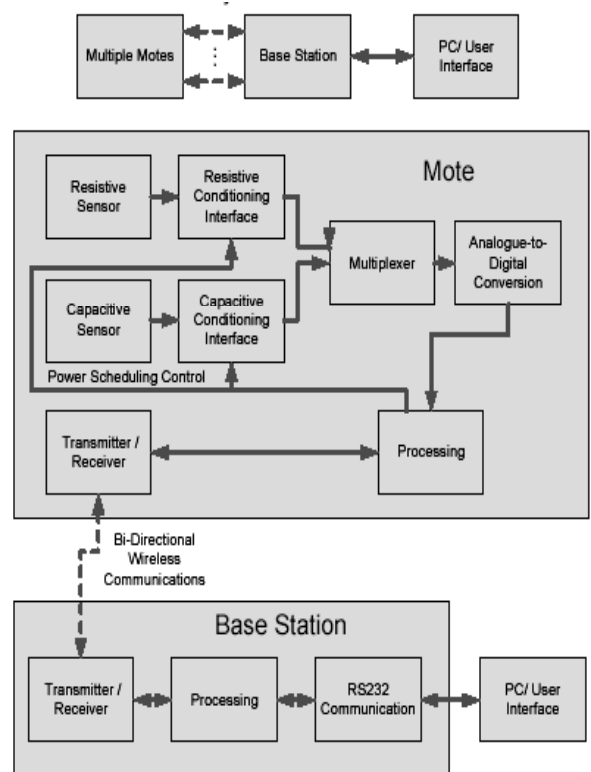 Multiple Motes
Base Station
PC/ User
Interface
Mote
Resistive
Sensor
Resistive
Conditioning
Interface
Multiplexer
Analogue-to-
Digital
Conversion
Capacitive
Sensor
Capacitive
Conditioning
Interface
Power Scheduling Control
Transmitter /
Receiver
Processing
Bi-Directional
Wireless
Communications
Base Station
Transmitter /
Receiver
Processing
RS232
Communication
PC/ User
Interface